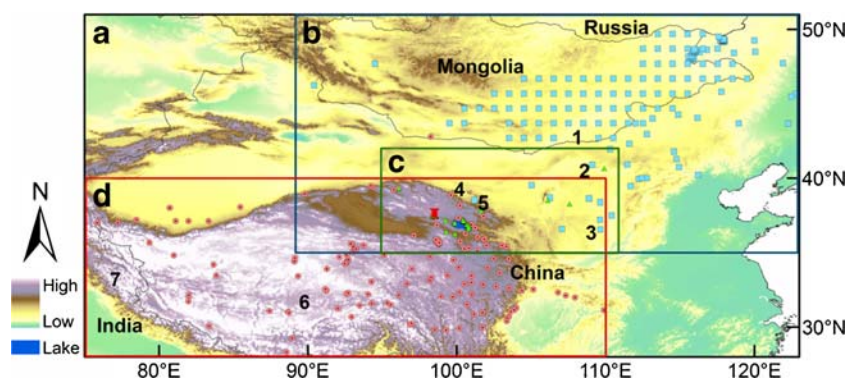 a
b
Russia
50°N
Mongolia
1
c
2
N
d
40°N
4
5
3
High
7
China
6
Low
India
30°N
Lake
80°E
90°E
100°E
110°E
120°E